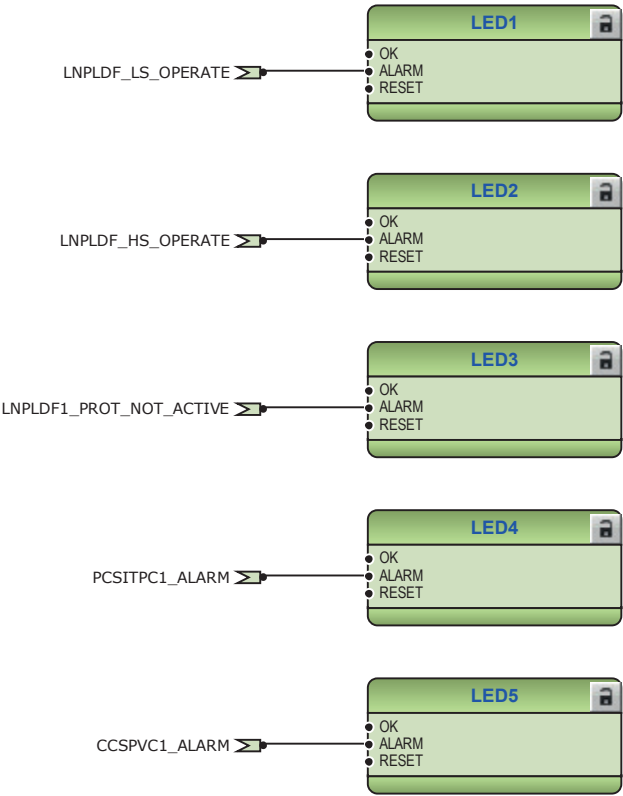 LED1
OK
LNPLDF_LS_OPERATE ALARM
RESET
LED2
OK
LNPLDF_HS_OPERATE ALARM
RESET
LED3
OK
LNPLDF1_PROT_NOT_ACTIVE ALARM
RESET
LED4
OK
PCSITPC1_ALARM ALARM
RESET
LED5
OK
CCSPVC1_ALARM ALARM
RESET